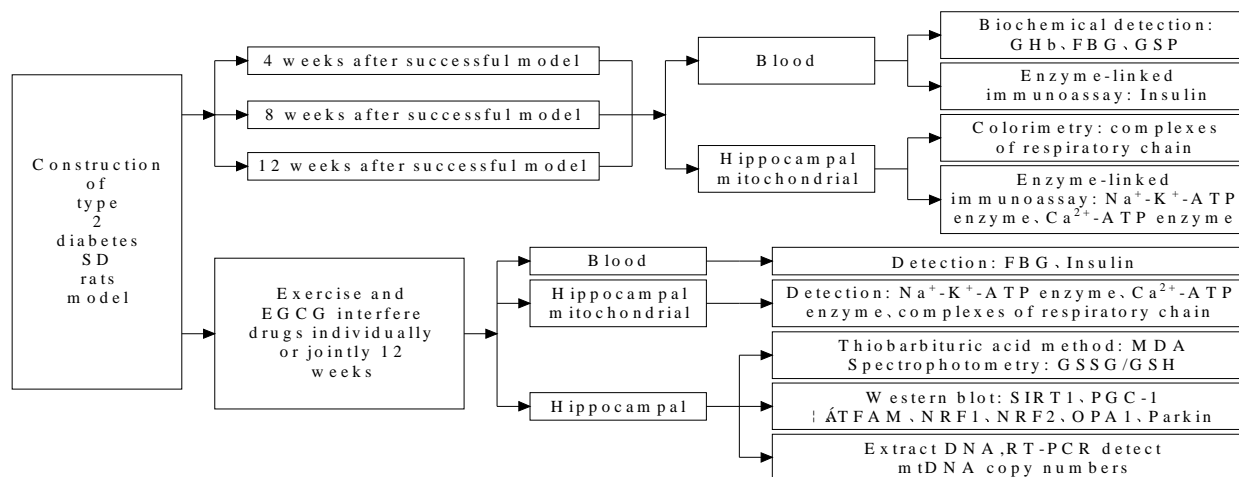 Construction
of
type
2
diabetes
SD
rats
model
4 weeks after successful model
8 weeks after successful model
12 weeks after successful model
Blood
Hippocampal
mitochondrial
Biochemical detection:
GHb、FBG、GSP
Enzyme-linked
immunoassay: Insulin
Colorimetry: complexes
of respiratory chain
Enzyme-linked
immunoassay: Na⁺-K⁺-ATP
enzyme、Ca²⁺-ATP enzyme
Exercise and
EGCG interfere
drugs individually
or jointly 12
weeks
Blood
Hippocampal
mitochondrial
Hippocampal
Detection: FBG、Insulin
Detection: Na⁺-K⁺-ATP enzyme、Ca²⁺-ATP
enzyme、complexes of respiratory chain
Thiobarbituric acid method: MDA
Spectrophotometry: GSSG/GSH
Western blot: SIRT1、PGC-1
¦ÁTFAM、NRF1、NRF2、OPA1、Parkin
Extract DNA,RT-PCR detect
mtDNA copy numbers